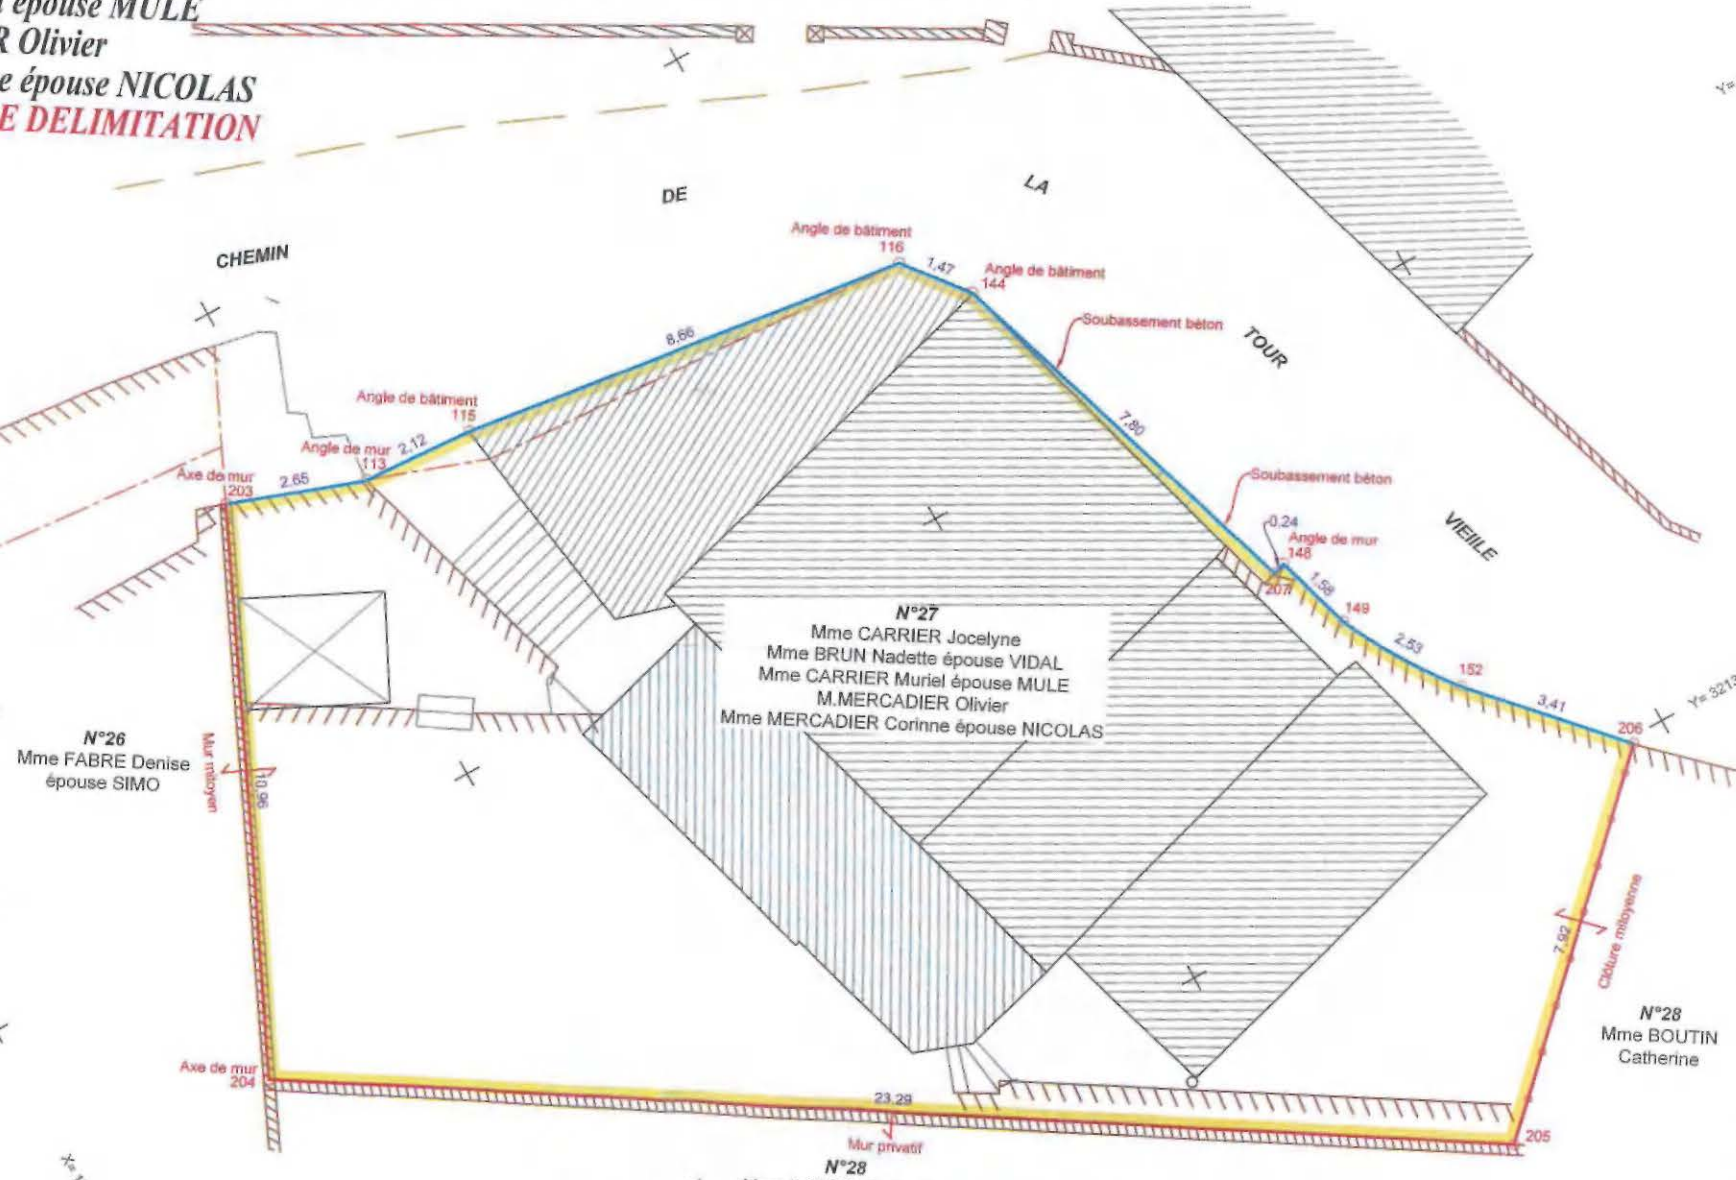 épouse MULE
R Olivier
e épouse NICOLAS
E DELIMITATION
CHEMIN
DE
LA
TOUR
VIEIILE
Y=
Angle de bâtiment
116
1,47
Angle de bâtiment
144
Soubassement béton
8,66
7,80
Angle de bâtiment
115
Angle de mur
113
2,12
Axe de mur
203
2.65
Soubassement béton
0,24
Angle de mur
148
207
1,58
149
2,53
152
3,41
206
Y= 3213
N°27
Mme CARRIER Jocelyne
Mme BRUN Nadette épouse VIDAL
Mme CARRIER Muriel épouse MULE
M.MERCADIER Olivier
Mme MERCADIER Corinne épouse NICOLAS
N°26
Mme FABRE Denise
épouse SIMO
Mur mitoyen
10,96
7,92
Clôture mitoyenne
N°28
Mme BOUTIN
Catherine
Axe de mur
204
23,29
Mur privatif
205
N°28
X= 1